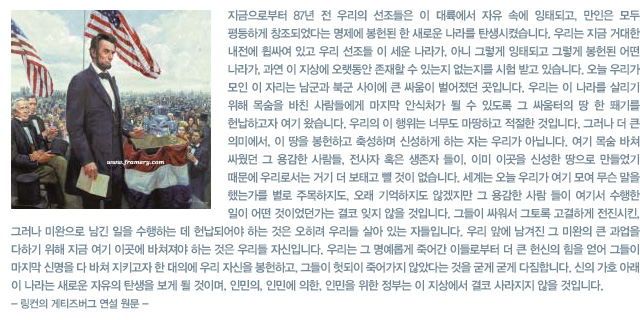 지금으로부터 87년 전 우리의 선조들은 이 대륙에서 자유 속에 잉태되고, 만인은 모두
평등하게 창조되었다는 명제에 봉헌된 한 새로운 나라를 탄생시켰습니다. 우리는 지금 거대한
내전에 휩싸여 있고 우리 선조들 이 세운 나라가, 아니 그렇게 잉태되고 그렇게 봉헌된 어떤
나라가, 과연 이 지상에 오랫동안 존재할 수 있는지 없는지를 시험 받고 있습니다. 오늘 우리가
모인 이 자리는 남군과 북군 사이에 큰 싸움이 벌어졌던 곳입니다. 우리는 이 나라를 살리기
위해 목숨을 바친 사람들에게 마지막 안식처가 될 수 있도록 그 싸움터의 땅 한 뙈기를
헌납하고자 여기 왔습니다. 우리의 이 행위는 너무도 마땅하고 적절한 것입니다. 그러나 더 큰
의미에서, 이 땅을 봉헌하고 축성하며 신성하게 하는 자는 우리가 아닙니다. 여기 목숨 바쳐
싸웠던 그 용감한 사람들, 전사자 혹은 생존자 들이, 이미 이곳을 신성한 땅으로 만들었기
때문에 우리로서는 거기 더 보태고 뺄 것이 없습니다. 세계는 오늘 우리가 여기 모여 무슨 말을
했는가를 별로 주목하지도, 오래 기억하지도 않겠지만 그 용감한 사람 들이 여기서 수행한
일이 어떤 것이었던가는 결코 잊지 않을 것입니다. 그들이 싸워서 그토록 고결하게 전진시킨,
그러나 미완으로 남긴 일을 수행하는 데 헌납되어야 하는 것은 오히려 우리들 살아 있는 자들입니다. 우리 앞에 남겨진 그 미완의 큰 과업을
다하기 위해 지금 여기 이곳에 바쳐져야 하는 것은 우리들 자신입니다. 우리는 그 명예롭게 죽어간 이들로부터 더 큰 헌신의 힘을 얻어 그들이
마지막 신명을 다 바쳐 지키고자 한 대의에 우리 자신을 봉헌하고, 그들이 헛되이 죽어가지 않았다는 것을 굳게 굳게 다짐합니다. 신의 가호 아래
이 나라는 새로운 자유의 탄생을 보게 될 것이며, 인민의, 인민에 의한, 인민을 위한 정부는 이 지상에서 결코 사라지지 않을 것입니다.
– 링컨의 게티즈버그 연설 원문 –
www.framery.com